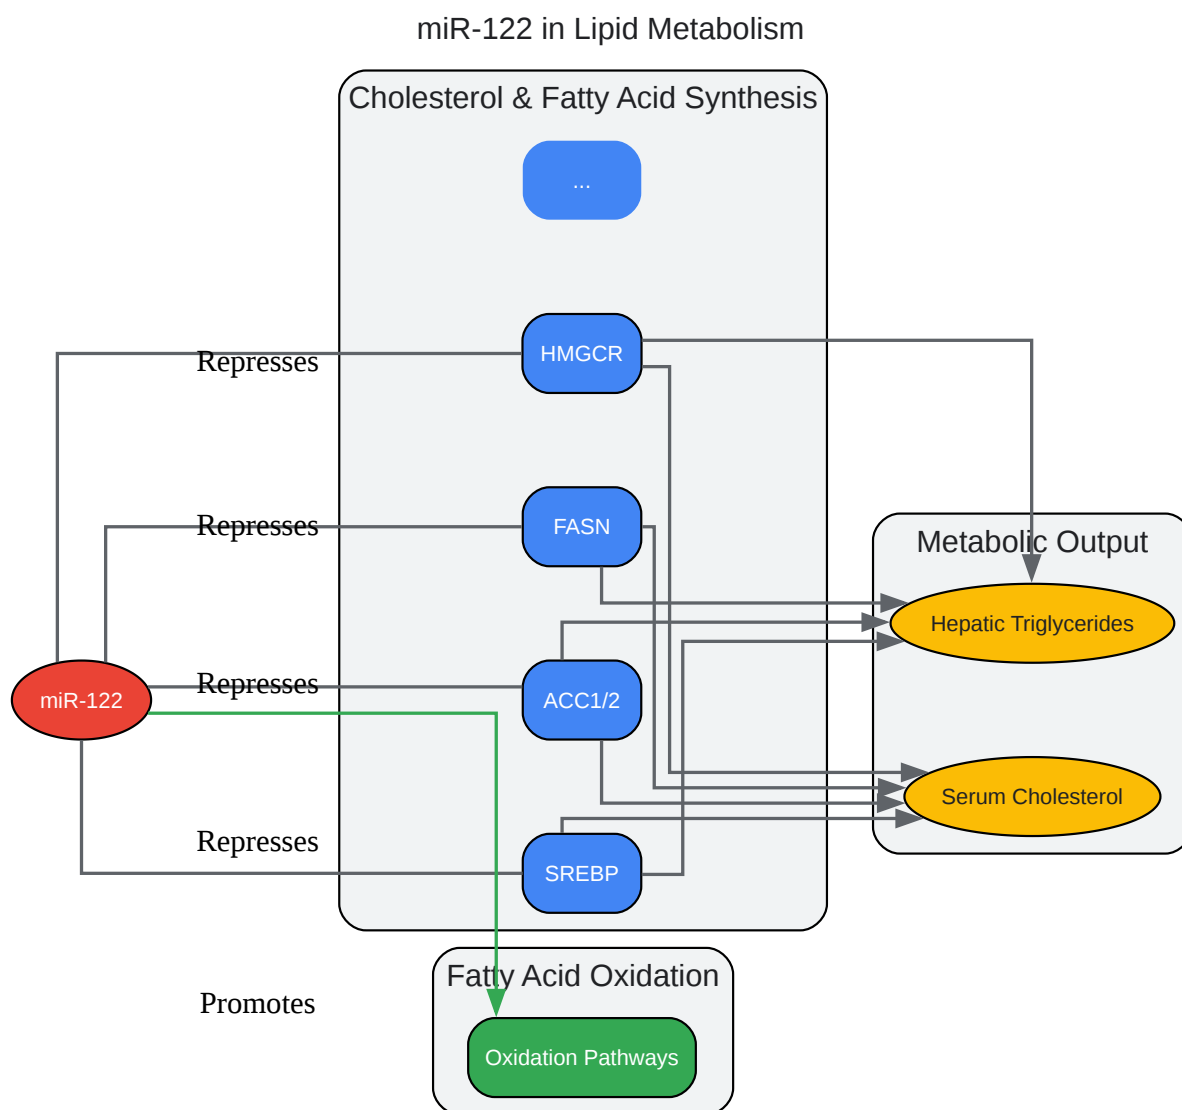 miR-122 in Lipid Metabolism
Cholesterol & Fatty Acid Synthesis
...
HMGCR
Represses
FASN
Represses
Metabolic Output
Hepatic Triglycerides
Represses
miR-122
ACC1/2
Serum Cholesterol
Represses
SREBP
Fatty Acid Oxidation
Promotes
Oxidation Pathways